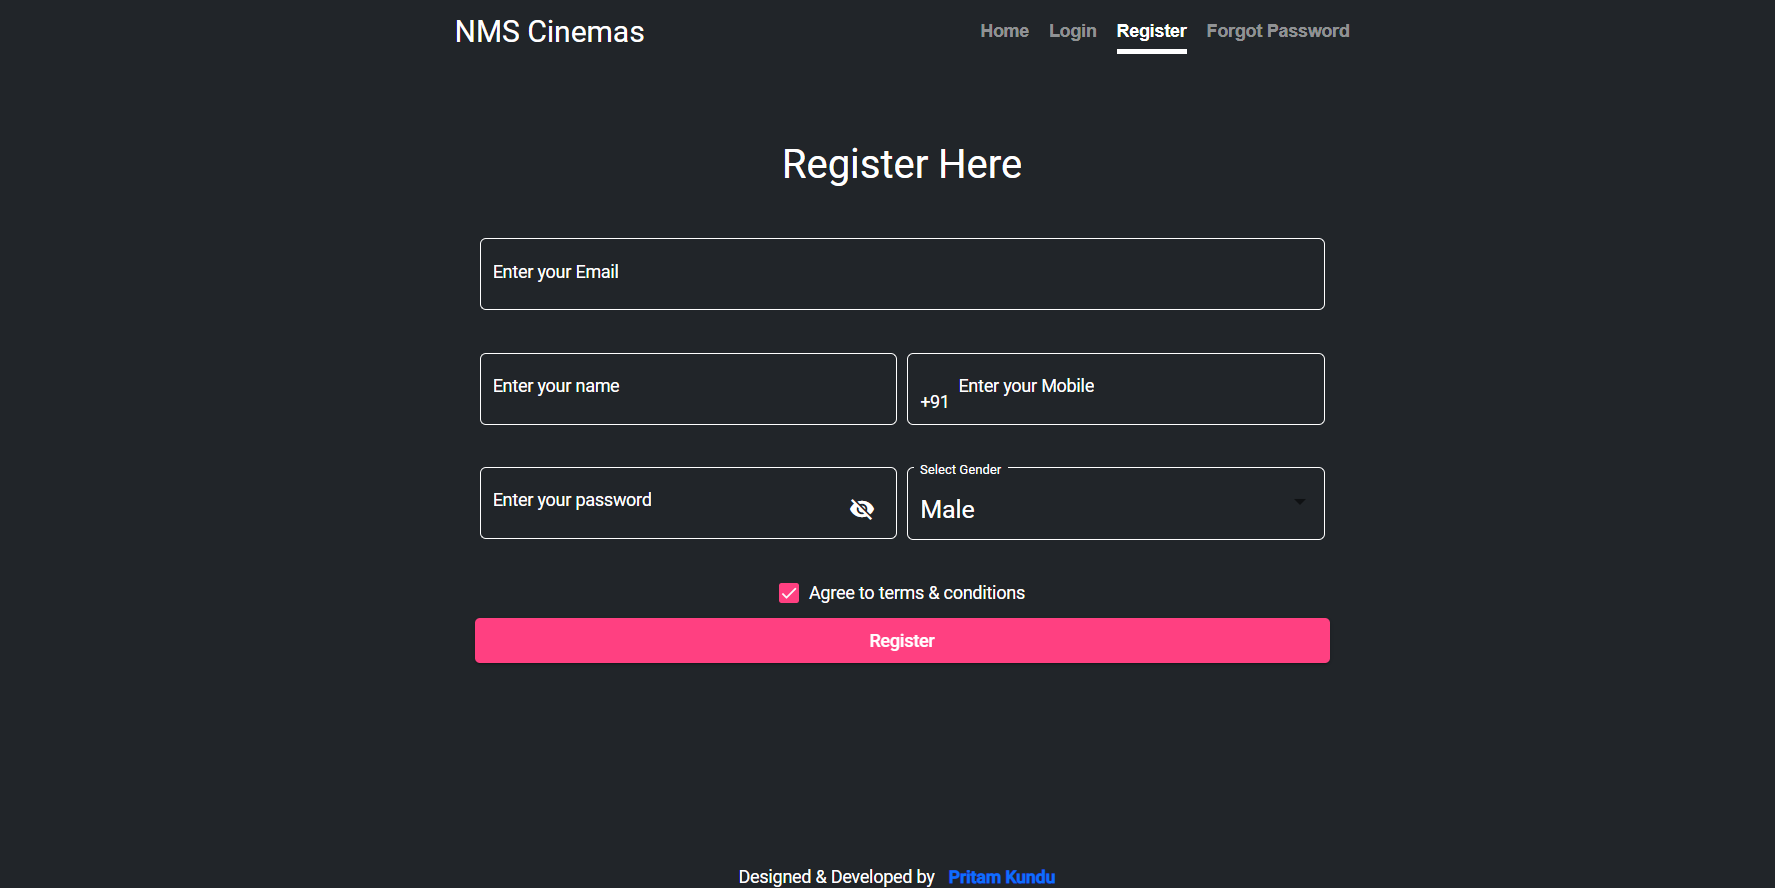 NMS Cinemas
Home Login Register Forgot Password
Register Here
Enter your Email
Enter your name
+91 Enter your Mobile
Enter your password
Select Gender
Male
Agree to terms & conditions
Register
Designed & Developed by Pritam Kundu